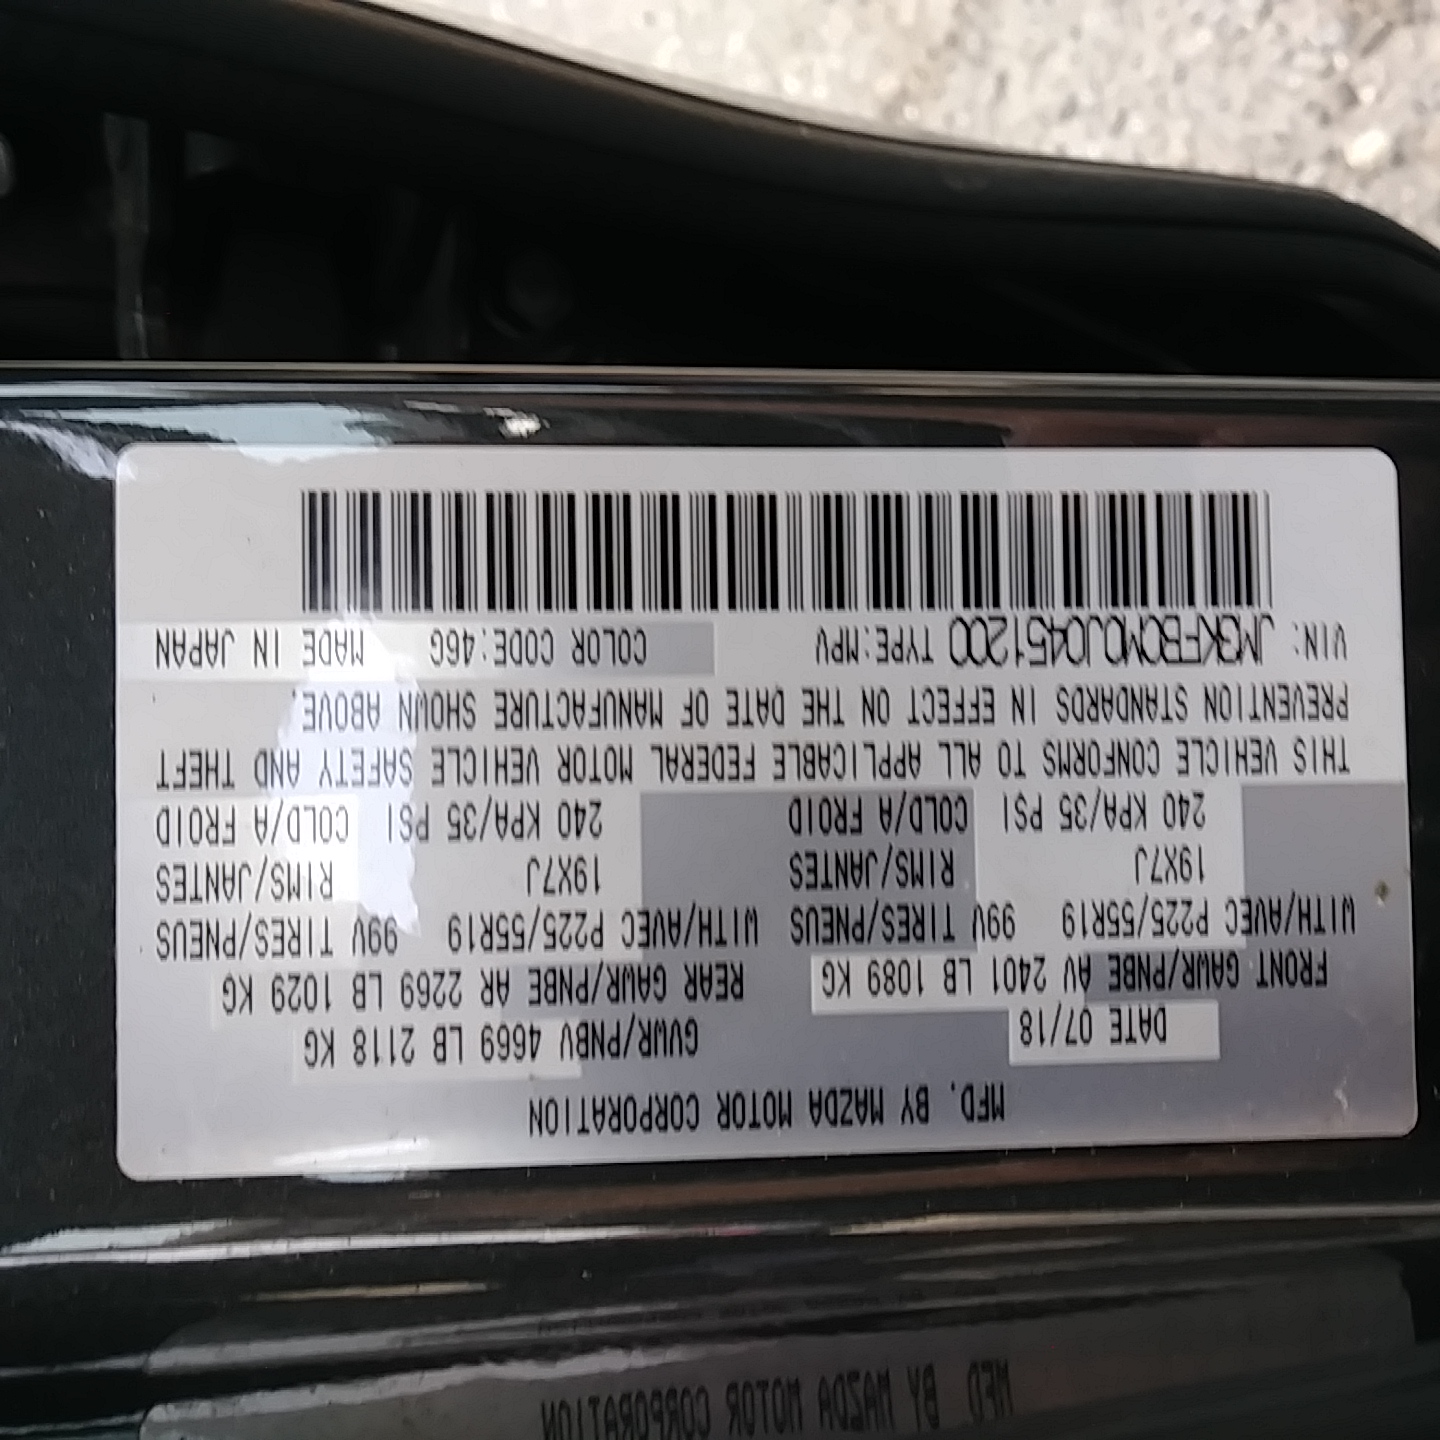 MFD. BY MAZDA MOTOR CORPORATION
DATE 07/18 GVWR/PNBV 4669 LB 2118 KG
FRONT GAWR/PNBE AV 2401 LB 1089 KG REAR GAWR/PNBE AR 2269 LB 1029 KG
WITH/AVEC P225/55R19 99V TIRES/PNEUS WITH/AVEC P225/55R19 99V TIRES/PNEUS
19X7J RIMS/JANTES 19X7J RIMS/JANTES
240 KPA/35 PSI COLD/A FROID 240 KPA/35 PSI COLD/A FROID
THIS VEHICLE CONFORMS TO ALL APPLICABLE FEDERAL MOTOR VEHICLE SAFETY AND THEFT
PREVENTION STANDARDS IN EFFECT ON THE DATE OF MANUFACTURE SHOWN ABOVE.
VIN: JM3KFBCM0J0451200 TYPE:MPV COLOR CODE:46G MADE IN JAPAN